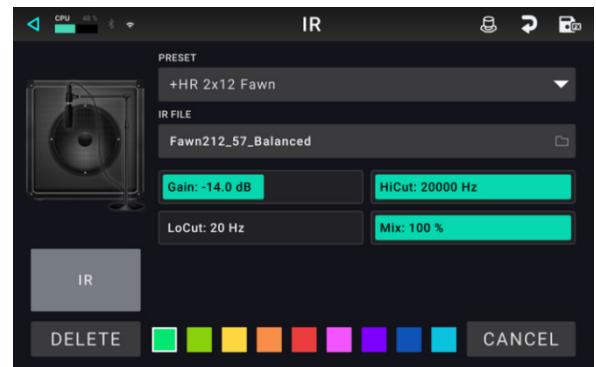 CPU 48 % IR
PRESET
+HR 2x12 Fawn
IR FILE
Fawn212_57_Balanced
Gain: -14.0 dB HiCut: 20000 Hz
LoCut: 20 Hz Mix: 100 %
IR
DELETE CANCEL